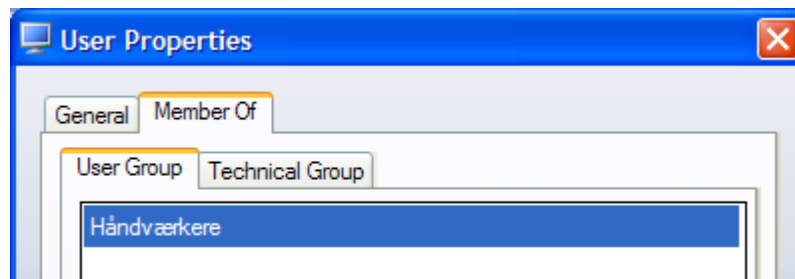 User Properties
General Member Of
User Group Technical Group
Håndværkere